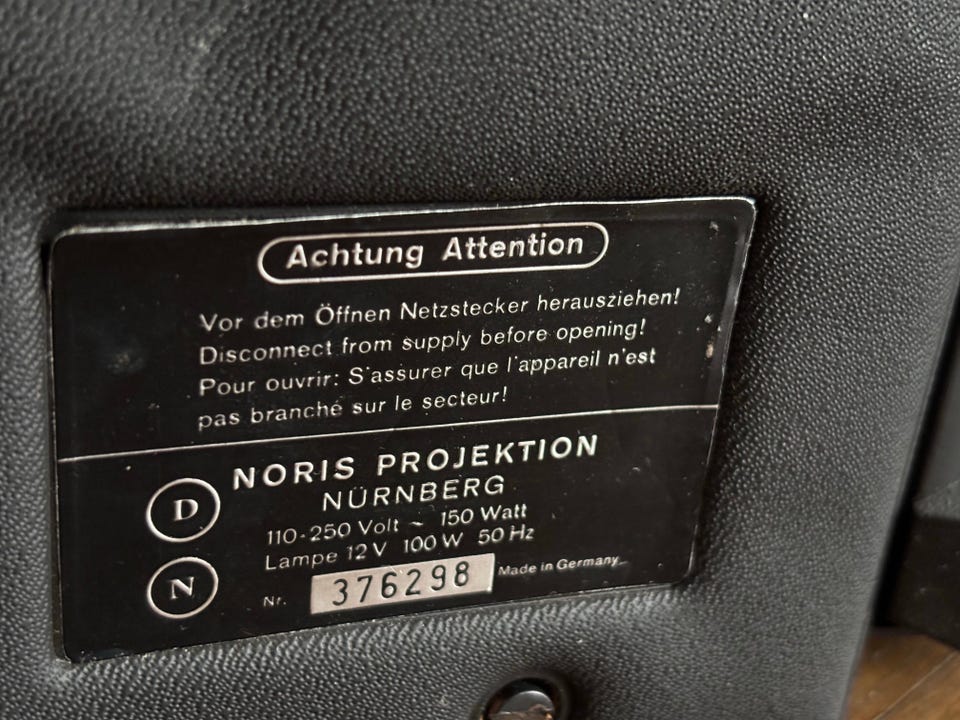 Achtung Attention
Vor dem Öffnen Netzstecker herausziehen!
Disconnect from supply before opening!
Pour ouvrir: S'assurer que l'appareil n'est
pas branché sur le secteur!
NORIS PROJEKTION
NÜRNBERG
D
110-250 Volt ~ 150 Watt
Lampe 12 V 100 W 50 Hz
N
Nr. 376298 Made in Germany